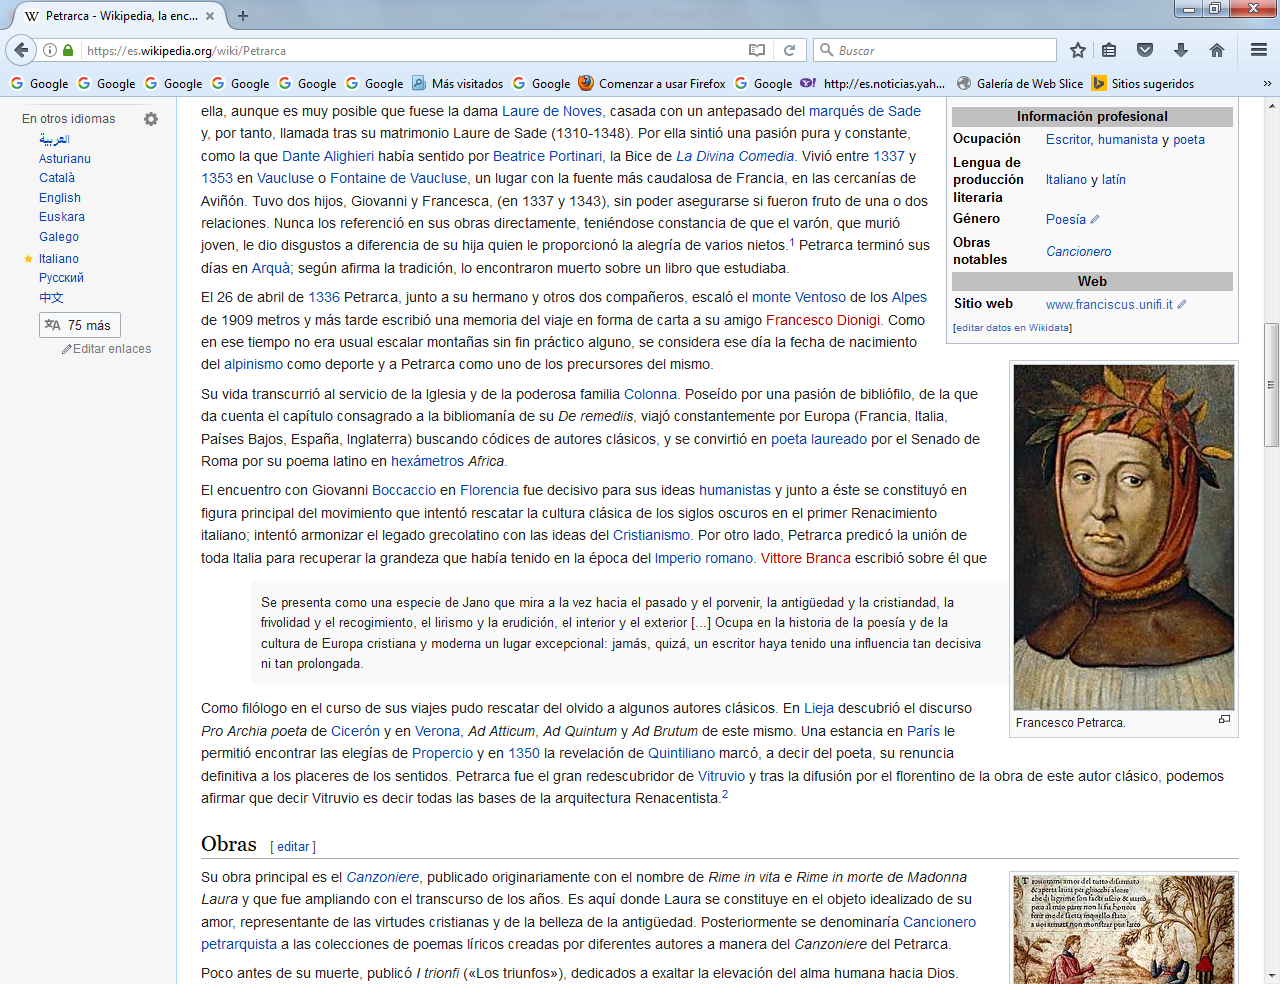 Petrarca - Wikipedia, la enc...
https://es.wikipedia.org/wiki/Petrarca
Buscar
Google Google Google Google Google Google Más visitados Google Comenzar a usar Firefox Google http://es.noticias.yah... Galería de Web Slice Sitios sugeridos
En otros idiomas
العربية
Asturianu
Català
English
Euskara
Galego
Italiano
Русский
中文
75 más
Editar enlaces
ella, aunque es muy posible que fuese la dama Laure de Noves, casada con un antepasado del marqués de Sade
y, por tanto, llamada tras su matrimonio Laure de Sade (1310-1348). Por ella sintió una pasión pura y constante,
como la que Dante Alighieri había sentido por Beatrice Portinari, la Bice de La Divina Comedia. Vivió entre 1337 y
1353 en Vaucluse o Fontaine de Vaucluse, un lugar con la fuente más caudalosa de Francia, en las cercanías de
Aviñón. Tuvo dos hijos, Giovanni y Francesca, (en 1337 y 1343), sin poder asegurarse si fueron fruto de una o dos
relaciones. Nunca los referenció en sus obras directamente, teniéndose constancia de que el varón, que murió
joven, le dio disgustos a diferencia de su hija quien le proporcionó la alegría de varios nietos.1 Petrarca terminó sus
días en Arquà; según afirma la tradición, lo encontraron muerto sobre un libro que estudiaba.
El 26 de abril de 1336 Petrarca, junto a su hermano y otros dos compañeros, escaló el monte Ventoso de los Alpes
de 1909 metros y más tarde escribió una memoria del viaje en forma de carta a su amigo Francesco Dionigi. Como
en ese tiempo no era usual escalar montañas sin fin práctico alguno, se considera ese día la fecha de nacimiento
del alpinismo como deporte y a Petrarca como uno de los precursores del mismo.
Su vida transcurrió al servicio de la Iglesia y de la poderosa familia Colonna. Poseído por una pasión de bibliófilo, de la que
da cuenta el capítulo consagrado a la bibliomanía de su De remediis, viajó constantemente por Europa (Francia, Italia,
Países Bajos, España, Inglaterra) buscando códices de autores clásicos, y se convirtió en poeta laureado por el Senado de
Roma por su poema latino en hexámetros Africa.
El encuentro con Giovanni Boccaccio en Florencia fue decisivo para sus ideas humanistas y junto a éste se constituyó en
figura principal del movimiento que intentó rescatar la cultura clásica de los siglos oscuros en el primer Renacimiento
italiano; intentó armonizar el legado grecolatino con las ideas del Cristianismo. Por otro lado, Petrarca predicó la unión de
toda Italia para recuperar la grandeza que había tenido en la época del Imperio romano. Vittore Branca escribió sobre él que
Se presenta como una especie de Jano que mira a la vez hacia el pasado y el porvenir, la antigüedad y la cristiandad, la
frivolidad y el recogimiento, el lirismo y la erudición, el interior y el exterior [...] Ocupa en la historia de la poesía y de la
cultura de Europa cristiana y moderna un lugar excepcional: jamás, quizá, un escritor haya tenido una influencia tan decisiva
ni tan prolongada.
Como filólogo en el curso de sus viajes pudo rescatar del olvido a algunos autores clásicos. En Lieja descubrió el discurso
Pro Archia poeta de Cicerón y en Verona, Ad Atticum, Ad Quintum y Ad Brutum de este mismo. Una estancia en París le
permitió encontrar las elegías de Propercio y en 1350 la revelación de Quintiliano marcó, a decir del poeta, su renuncia
definitiva a los placeres de los sentidos. Petrarca fue el gran redescubridor de Vitruvio y tras la difusión por el florentino de la obra de este autor clásico, podemos
afirmar que decir Vitruvio es decir todas las bases de la arquitectura Renacentista.2
Obras [ editar ]
Su obra principal es el Canzoniere, publicado originariamente con el nombre de Rime in vita e Rime in morte de Madonna
Laura y que fue ampliando con el transcurso de los años. Es aquí donde Laura se constituye en el objeto idealizado de su
amor, representante de las virtudes cristianas y de la belleza de la antigüedad. Posteriormente se denominaría Cancionero
petrarquista a las colecciones de poemas líricos creadas por diferentes autores a manera del Canzoniere del Petrarca.
Poco antes de su muerte, publicó I trionfi («Los triunfos»), dedicados a exaltar la elevación del alma humana hacia Dios.
Información profesional
Ocupación Escritor, humanista y poeta
Lengua de
producción
literaria
Italiano y latín
Género Poesía
Obras
notables
Cancionero
Web
Sitio web www.franciscus.unifi.it
[editar datos en Wikidata]
Francesco Petrarca.